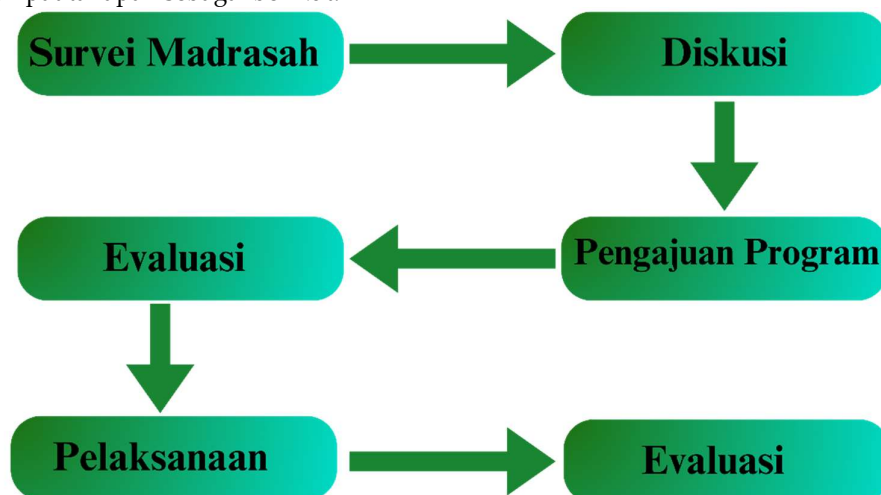 Survei Madrasah
Diskusi
Pengajuan Program
Evaluasi
Pelaksanaan
Evaluasi